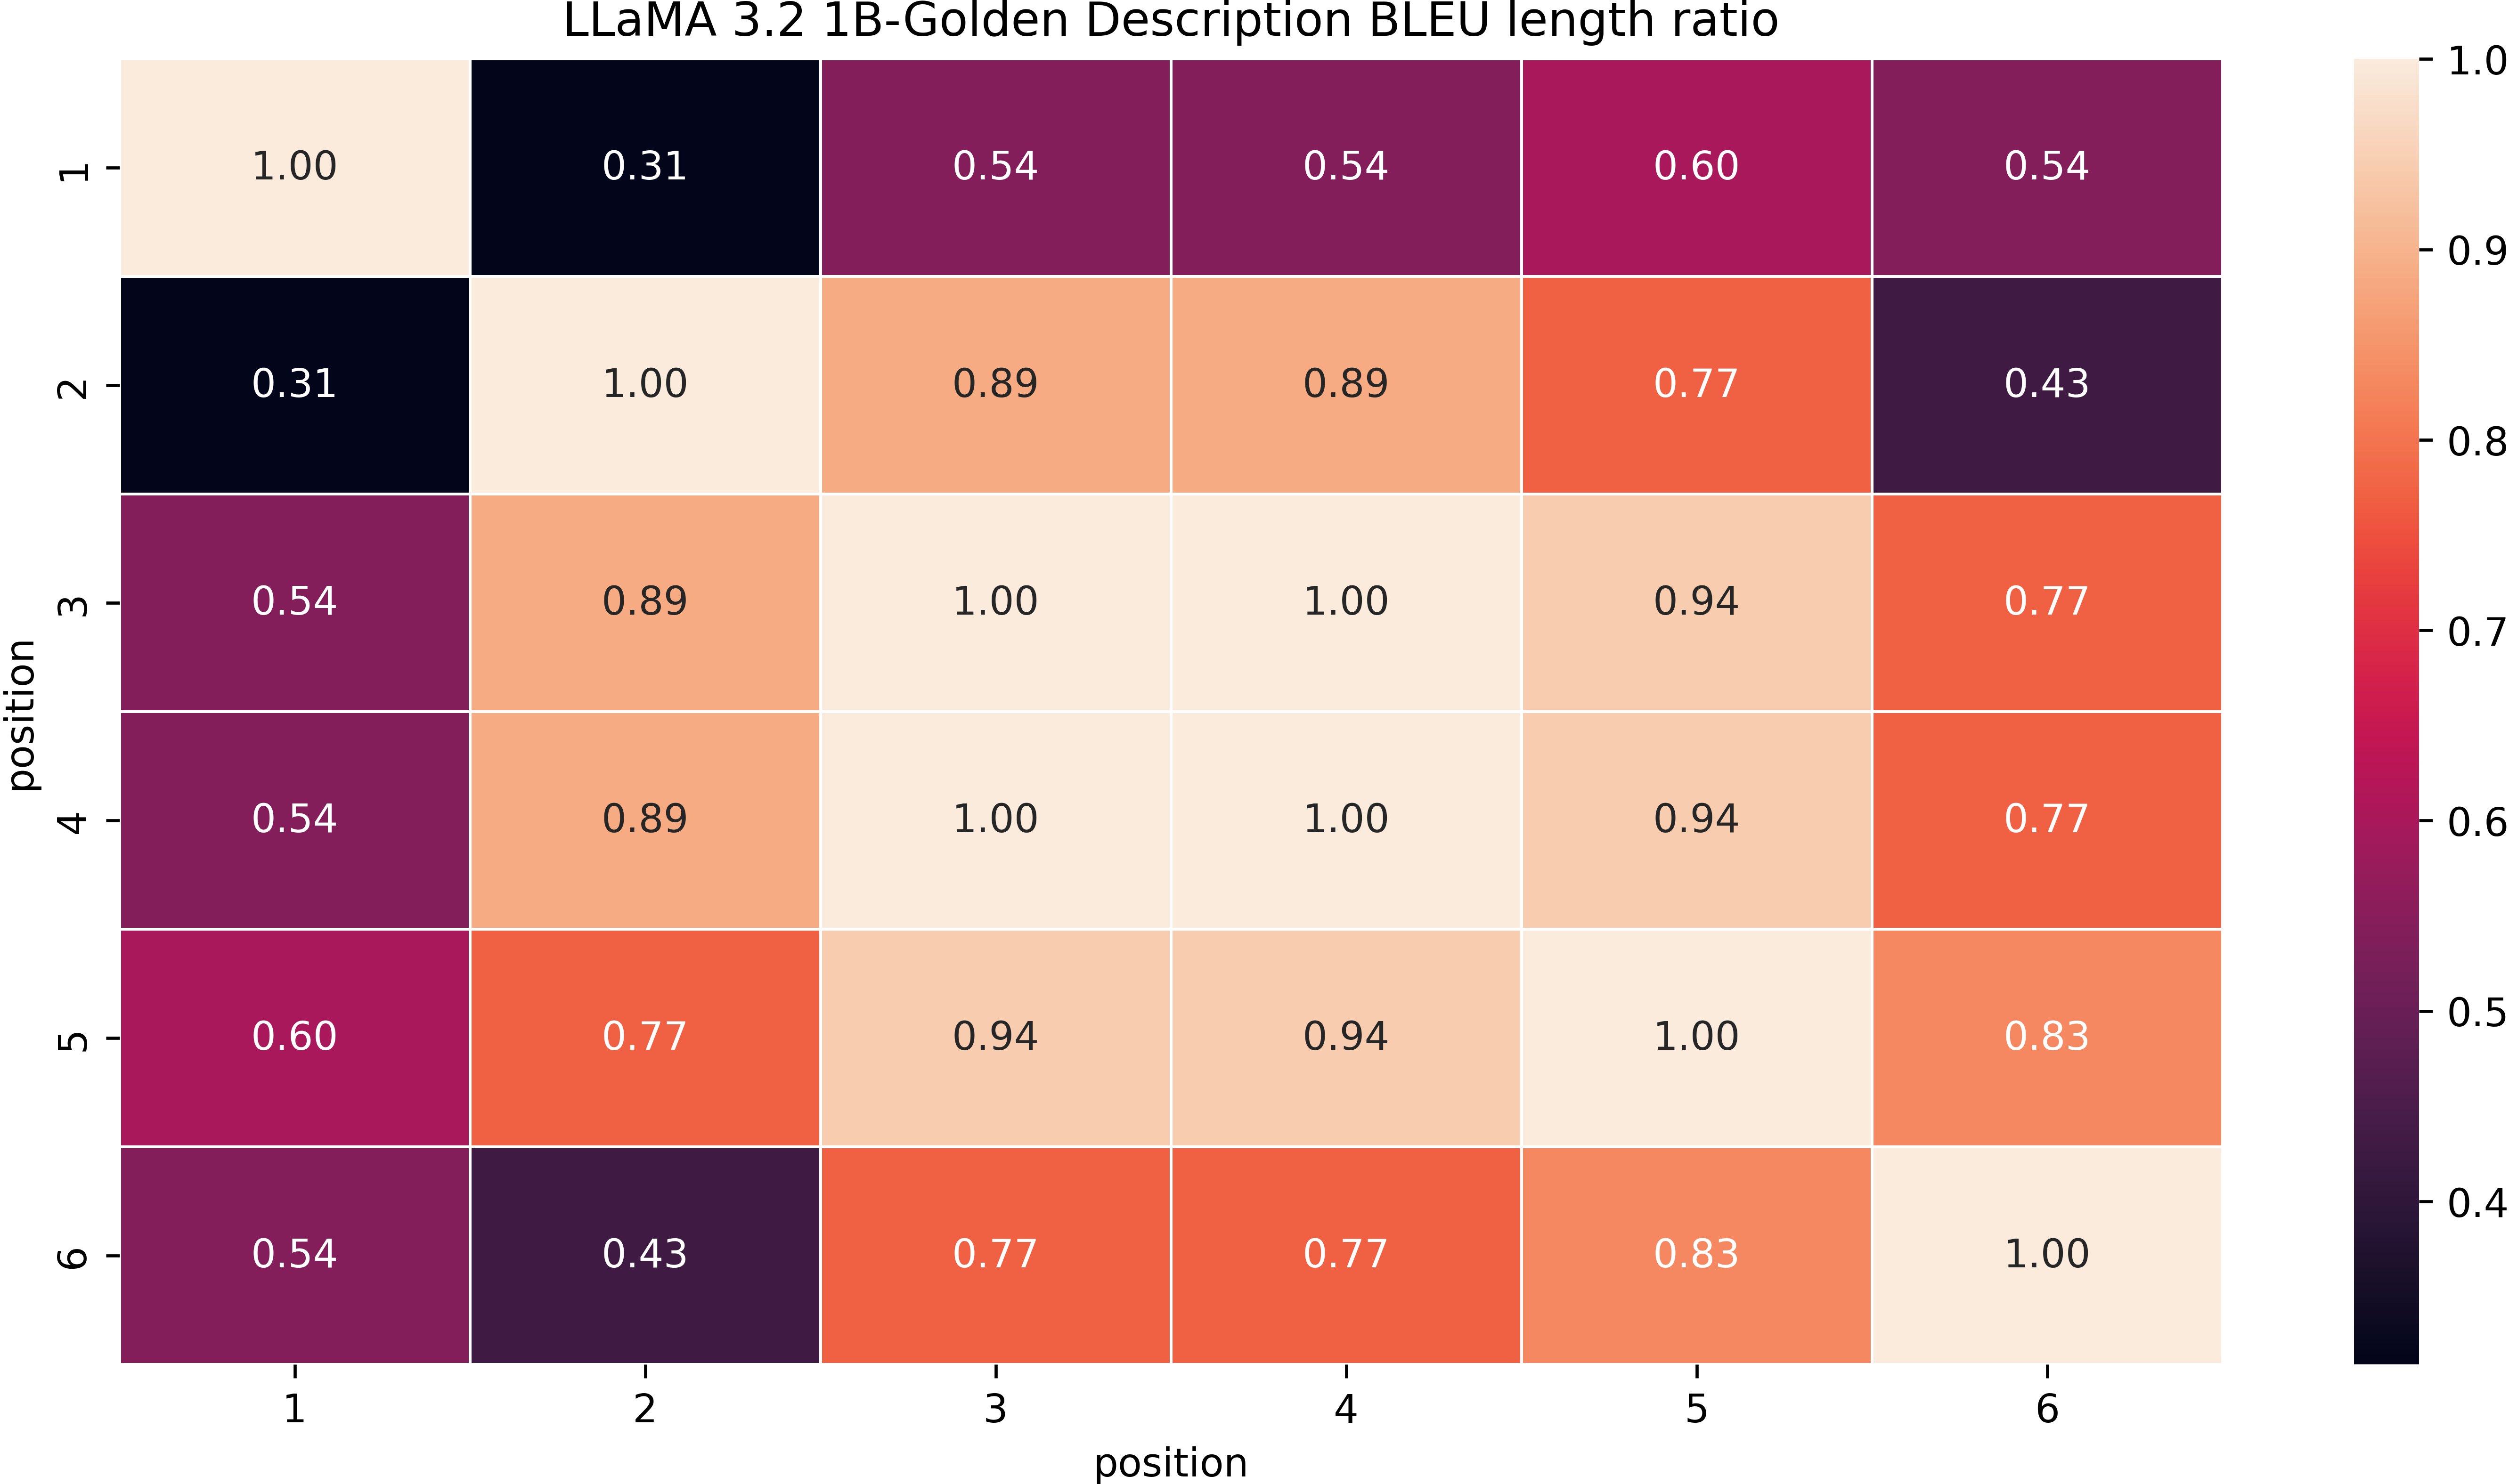 LLaMA 3.2 1B-Golden Description BLEU length ratio
1.0
0.9
0.8
0.7
0.6
0.5
0.4
position
1 1.00 0.31 0.54 0.54 0.60 0.54
2 0.31 1.00 0.89 0.89 0.77 0.43
3 0.54 0.89 1.00 1.00 0.94 0.77
4 0.54 0.89 1.00 1.00 0.94 0.77
5 0.60 0.77 0.94 0.94 1.00 0.83
6 0.54 0.43 0.77 0.77 0.83 1.00
1 2 3 4 5 6
position